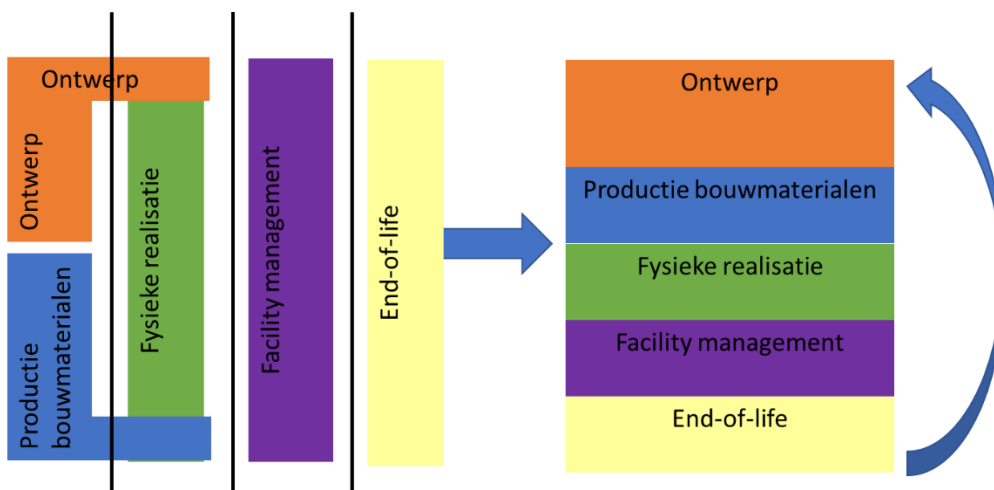 Ontwerp
Ontwerp
Productie
bouwmaterialen
Fysieke realisatie
Facility management
End-of-life
Ontwerp
Productie bouwmaterialen
Fysieke realisatie
Facility management
End-of-life